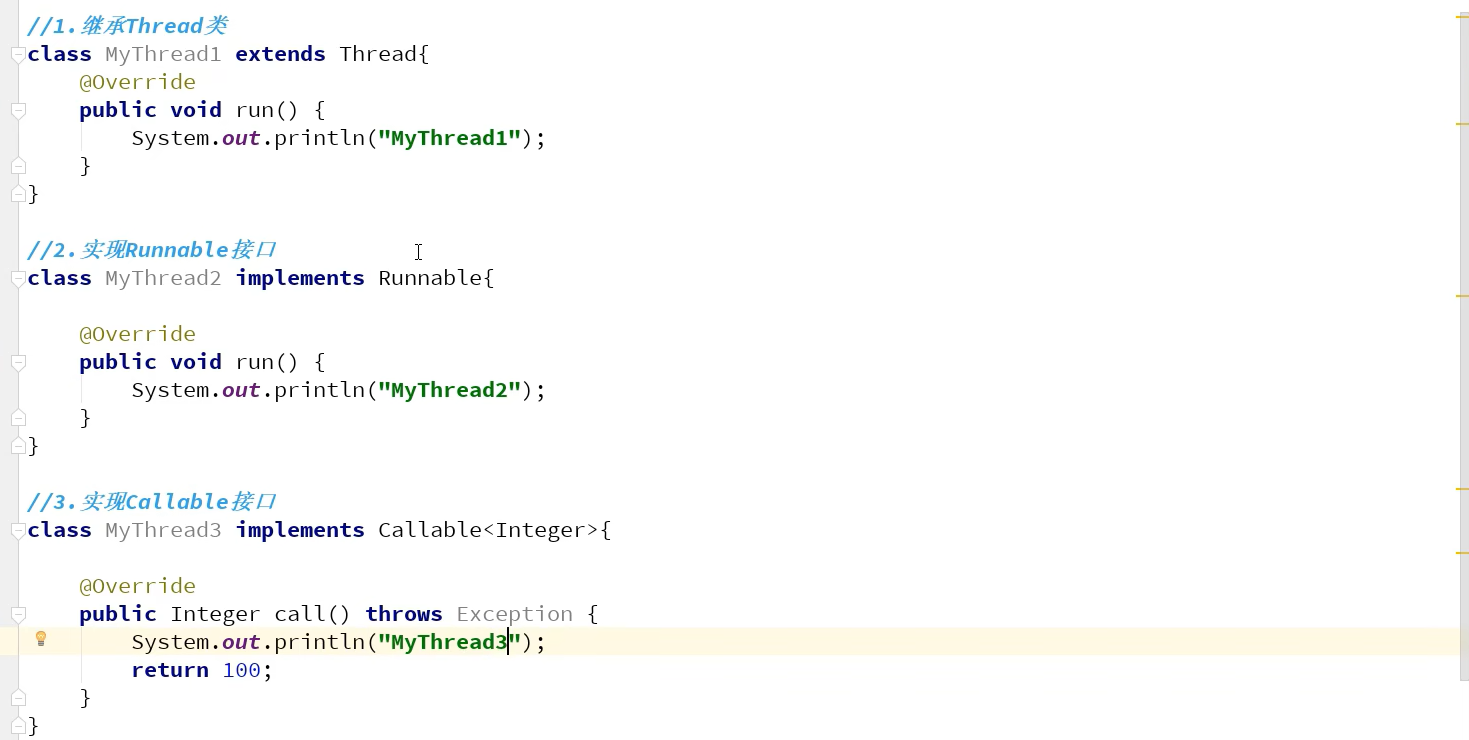 //1.继承Thread类
class MyThread1 extends Thread{
    @Override
    public void run() {
        System.out.println("MyThread1");
    }
}
//2.实现Runnable接口
class MyThread2 implements Runnable{
    @Override
    public void run() {
        System.out.println("MyThread2");
    }
}
//3.实现Callable接口
class MyThread3 implements Callable<Integer>{
    @Override
    public Integer call() throws Exception {
        System.out.println("MyThread3");
        return 100;
    }
}